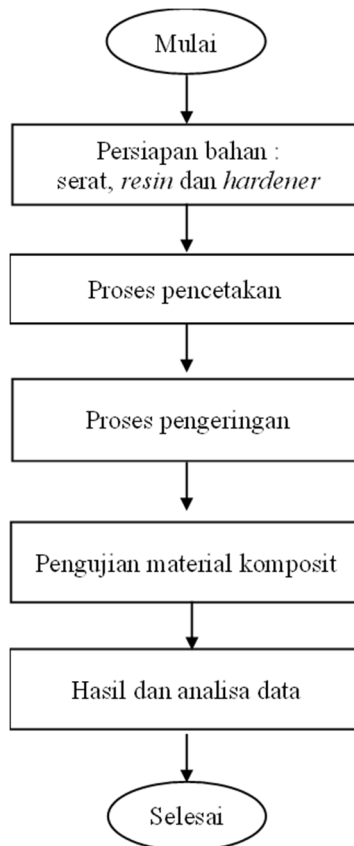 Mulai
Persiapan bahan :
serat, resin dan hardener
Proses pencetakan
Proses pengeringan
Pengujian material komposit
Hasil dan analisa data
Selesai